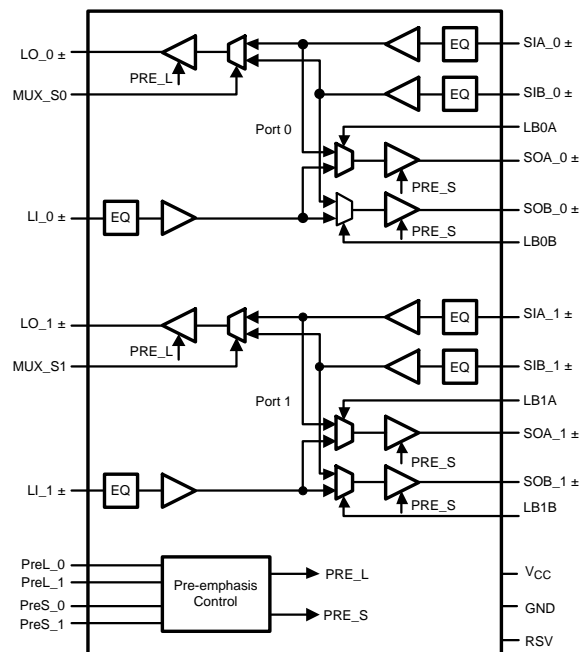 LO_0 ±
PRE_L
MUX_S0
EQ
SIA_0 ±
EQ
SIB_0 ±
Port 0
LB0A
SOA_0 ±
PRE_S
LI_0 ±
EQ
SOB_0 ±
PRE_S
LB0B
LO_1 ±
PRE_L
MUX_S1
EQ
SIA_1 ±
EQ
SIB_1 ±
Port 1
LB1A
SOA_1 ±
PRE_S
LI_1 ±
EQ
SOB_1 ±
PRE_S
LB1B
PreL_0
PreL_1
PreS_0
PreS_1
Pre-emphasis
Control
PRE_L
PRE_S
VCC
GND
RSV